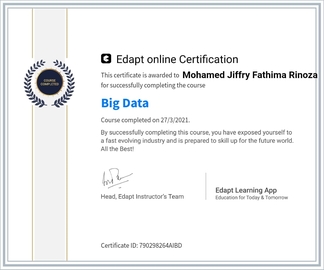 Edapt online Certification
This certificate is awarded to Mohamed Jiffry Fathima Rinoza
for successfully completing the course
COURSE
COMPLETED
Big Data
Course completed on 27/3/2021.
By successfully completing this course, you have exposed yourself to
a fast evolving industry and is prepared to skill up for the future world.
All the Best!
Head, Edapt Instructor's Team
Edapt Learning App
Education for Today & Tomorrow
Certificate ID: 790298264AIBD